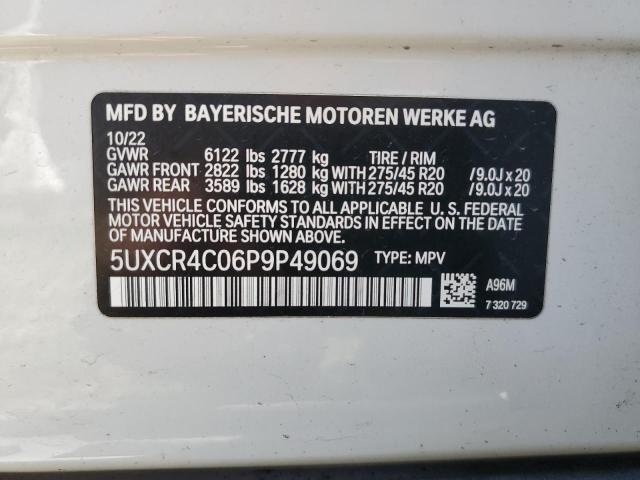 MFD BY BAYERISCHE MOTOREN WERKE AG
10/22
GVWR 6122 lbs 2777 kg TIRE / RIM
GAWR FRONT 2822 lbs 1280 kg WITH 275/45 R20 /9.0J x 20
GAWR REAR 3589 lbs 1628 kg WITH 275/45 R20 /9.0J x 20
THIS VEHICLE CONFORMS TO ALL APPLICABLE U. S. FEDERAL
MOTOR VEHICLE SAFETY STANDARDS IN EFFECT ON THE DATE OF
MANUFACTURE SHOWN ABOVE.
5UXCR4C06P9P49069 TYPE: MPV
A96M
7 320 729